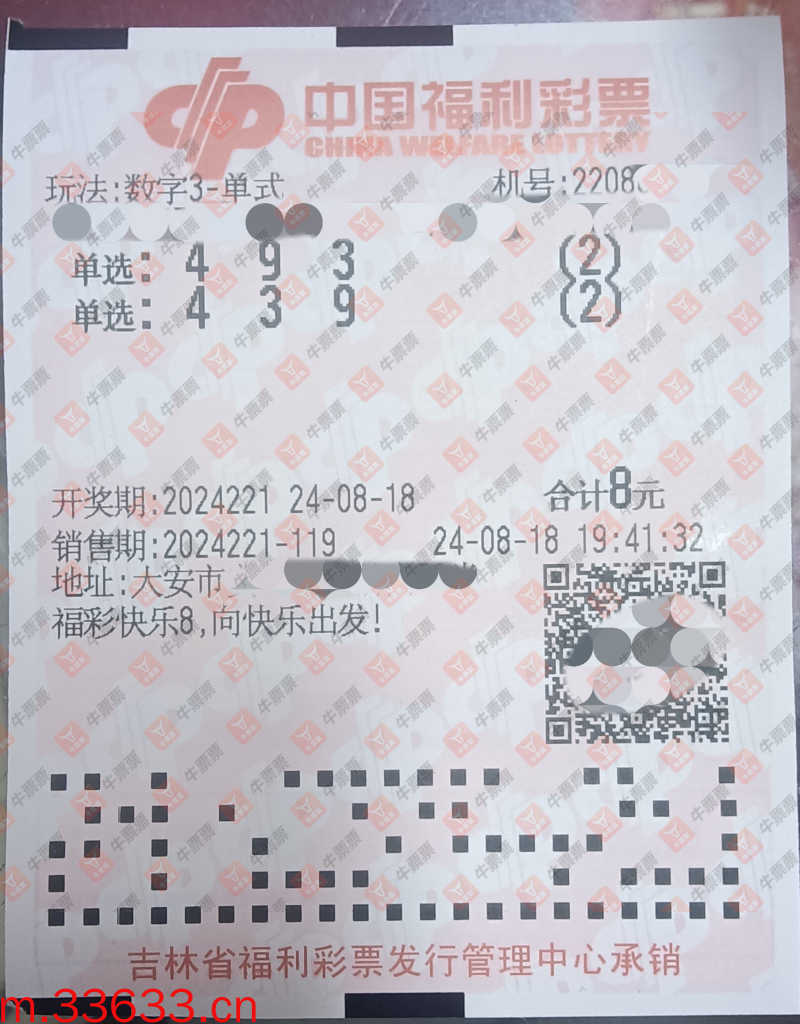 中国福利彩票
CHINA WELFARE LOTTERY
玩法:数字3-单式 机号:2208
单选: 4 9 3 (2)
单选: 4 3 9 (2)
开奖期:2024221 24-08-18 合计8元
销售期:2024221-119 24-08-18 19:41:32
地址:大安市
福彩快乐8,向快乐出发!
吉林省福利彩票发行管理中心承销
m.33633.cn
牛票票